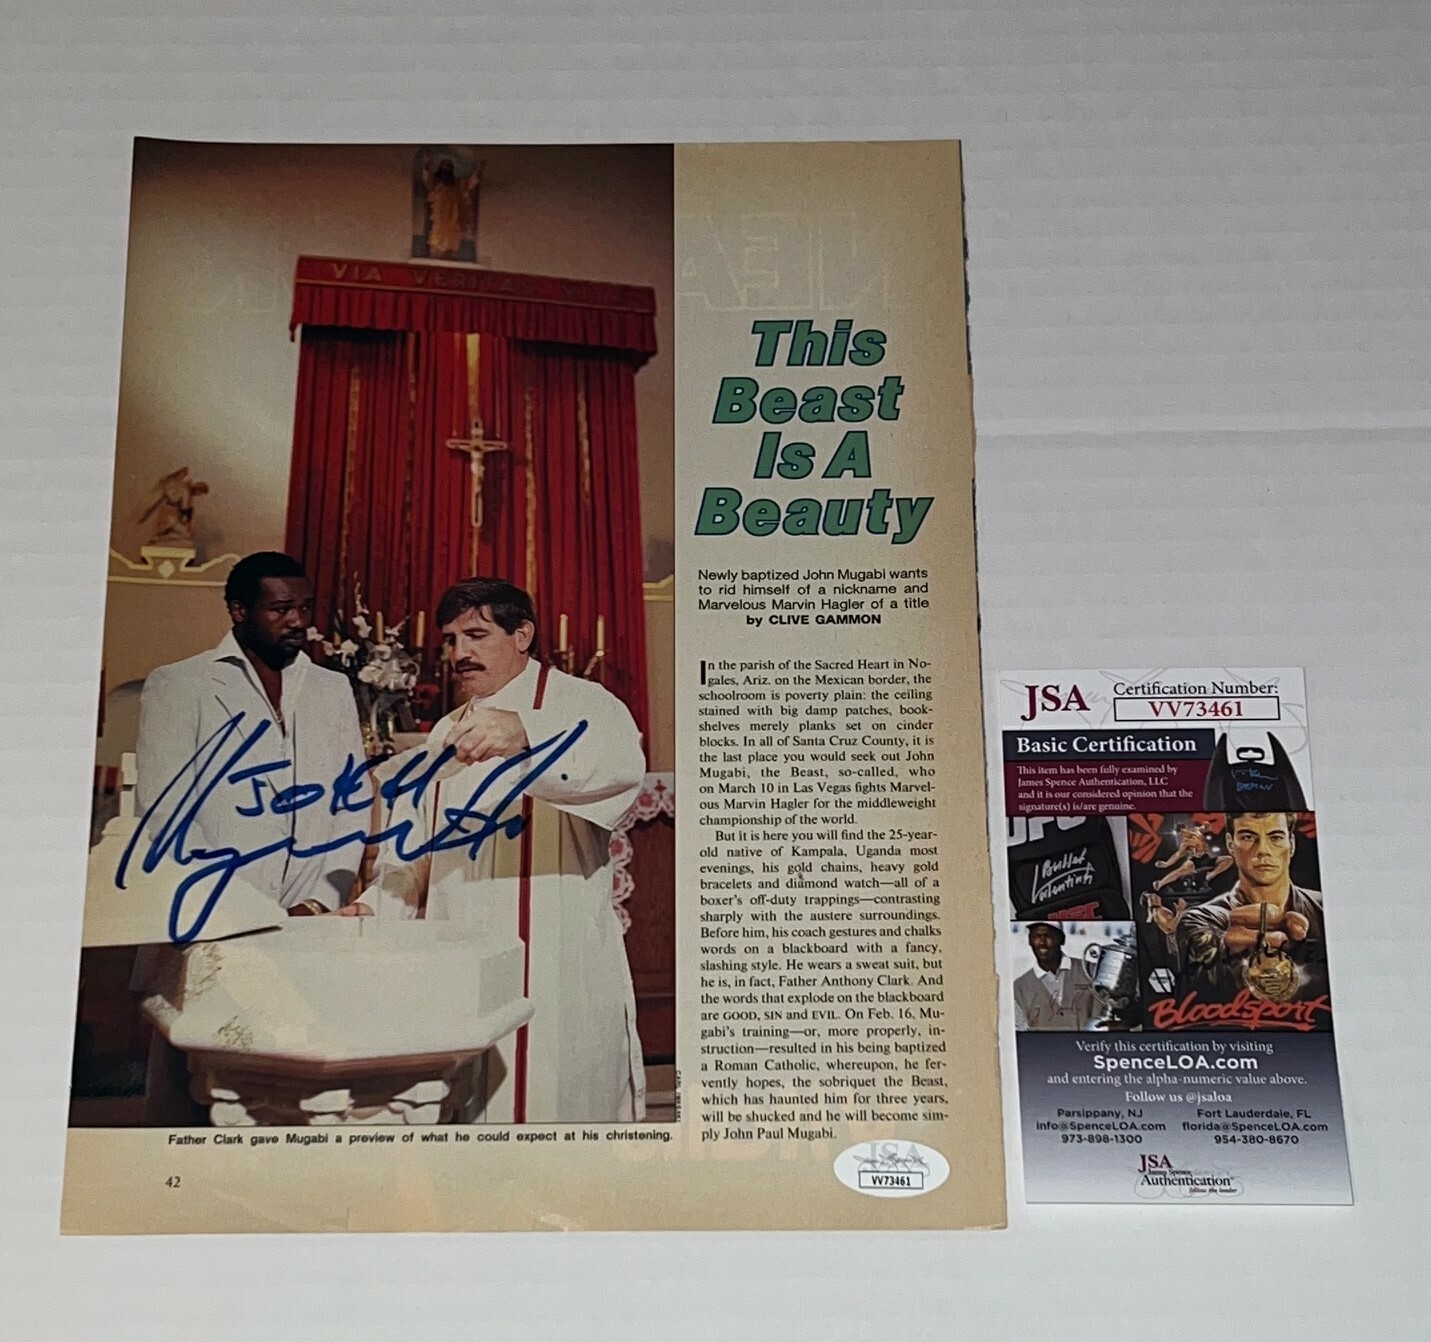 VIA VERITAS VITA
This
Beast
Is A
Beauty
Newly baptized John Mugabi wants
to rid himself of a nickname and
Marvelous Marvin Hagler of a title
by CLIVE GAMMON
In the parish of the Sacred Heart in No-
gales, Ariz. on the Mexican border, the
schoolroom is poverty plain: the ceiling
stained with big damp patches, book-
shelves merely planks set on cinder
blocks. In all of Santa Cruz County, it is
the last place you would seek out John
Mugabi, the Beast, so-called, who
on March 10 in Las Vegas fights Marvel-
ous Marvin Hagler for the middleweight
championship of the world.
But it is here you will find the 25-year-
old native of Kampala, Uganda most
evenings, his gold chains, heavy gold
bracelets and diamond watch—all of a
boxer's off-duty trappings—contrasting
sharply with the austere surroundings.
Before him, his coach gestures and chalks
words on a blackboard with a fancy,
slashing style. He wears a sweat suit, but
he is, in fact, Father Anthony Clark. And
the words that explode on the blackboard
are GOOD, SIN and EVIL. On Feb. 16, Mu-
gabi's training—or, more properly, in-
struction—resulted in his being baptized
a Roman Catholic, whereupon, he fer-
vently hopes, the sobriquet the Beast,
which has haunted him for three years,
will be shucked and he will become sim-
ply John Paul Mugabi.
Father Clark gave Mugabi a preview of what he could expect at his christening.
42
JSA
VV73461
JSA
Certification Number:
VV73461
Basic Certification
This item has been fully examined by
James Spence Authentication, LLC
and it is our considered opinion that the
signature(s) is/are genuine.
UFC
Bloodsport
Verify this certification by visiting
SpenceLOA.com
and entering the alpha-numeric value above.
Follow us @jsaloa
Parsippany, NJ
info@SpenceLOA.com
973-898-1300
Fort Lauderdale, FL
florida@SpenceLOA.com
954-380-8670
JSA
James Spence
Authentication
follow the leader